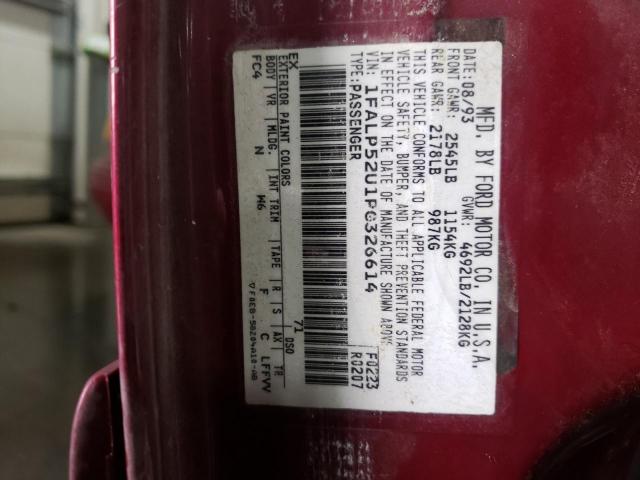 MFD. BY FORD MOTOR CO. IN U.S.A.
DATE: 08/93 GVWR: 4692LB/2128KG
FRONT GAWR: 2545LB 1154KG
REAR GAWR: 2178LB 987KG
THIS VEHICLE CONFORMS TO ALL APPLICABLE FEDERAL MOTOR
VEHICLE SAFETY, BUMPER, AND THEFT PREVENTION STANDARDS
IN EFFECT ON THE DATE OF MANUFACTURE SHOWN ABOVE.
VIN: 1FALP52U1PG326614 F0223
TYPE: PASSENGER R0207
EX 71
EXTERIOR PAINT COLORS DSO
BODY VR MLDG. INT TRIM TAPE R S AX TR
FC4 N W6 F C LFFVV